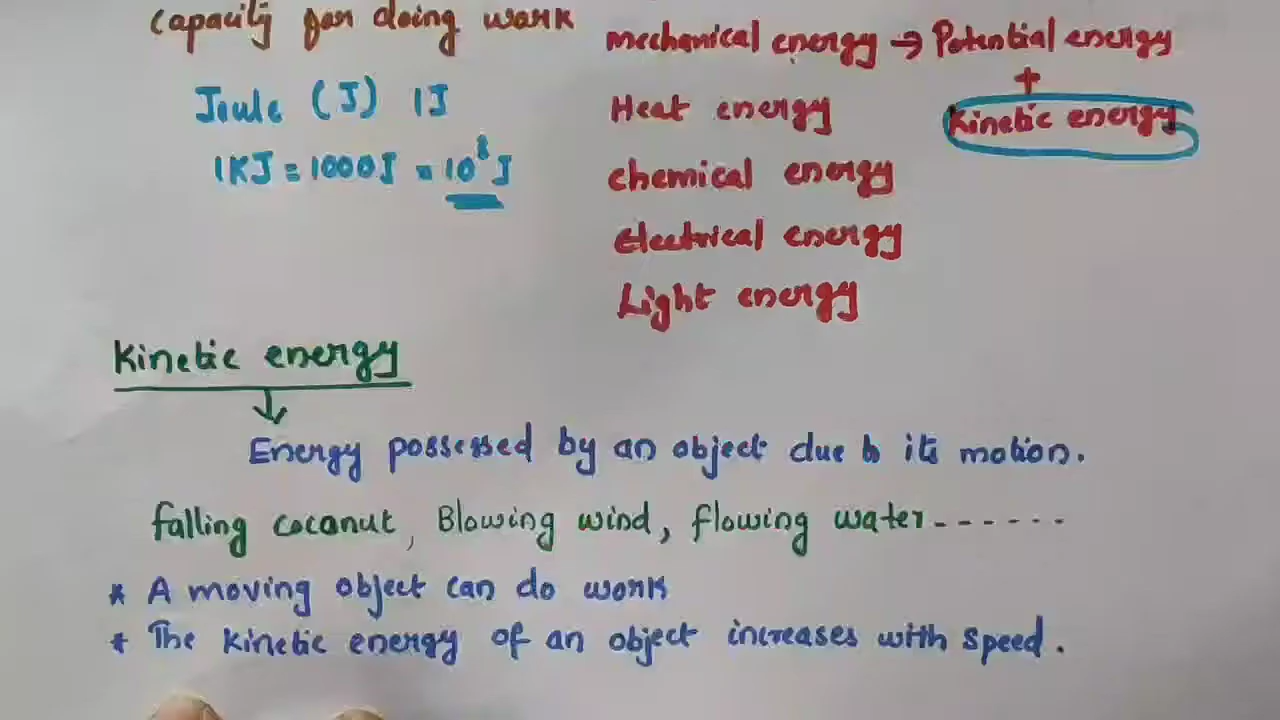 capacity for doing work
Joule (J) 1J
1KJ = 1000J = 10³J
Mechanical energy → Potential energy
+
Kinetic energy
Heat energy
chemical energy
Electrical energy
Light energy
Kinetic energy
↓
Energy possessed by an object due to its motion.
falling coconut, Blowing wind, flowing water------
* A moving object can do work
* The kinetic energy of an object increases with speed.